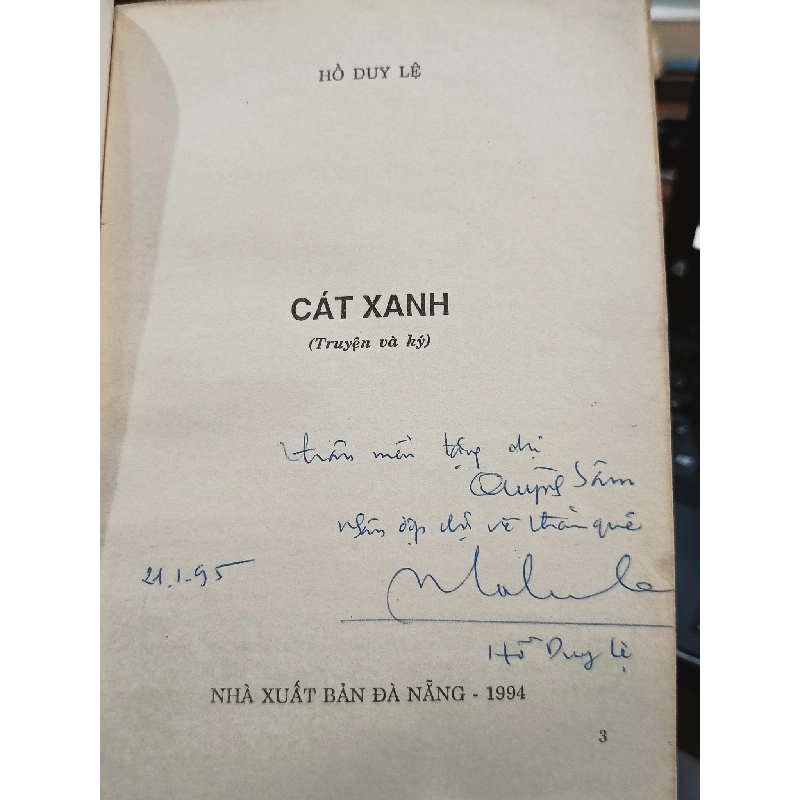 HỒ DUY LỆ
CÁT XANH
(Truyện và ký)
thân mến tặng chị
Sâm
nhân dịp chị về thăm quê
21.1.95
Hồ Duy Lệ
NHÀ XUẤT BẢN ĐÀ NẴNG - 1994
3